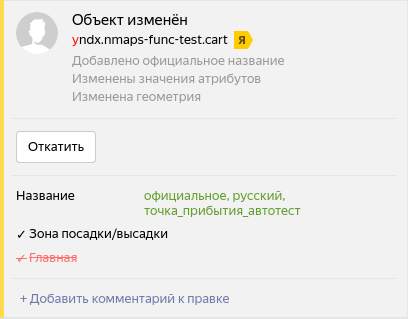 Объект изменён
yndx.nmaps-func-test.cart Я
Добавлено официальное название
Изменены значения атрибутов
Изменена геометрия
Откатить
Название официальное, русский,
точка_прибытия_автотест
✓ Зона посадки/высадки
✓ Главная
+ Добавить комментарий к правке